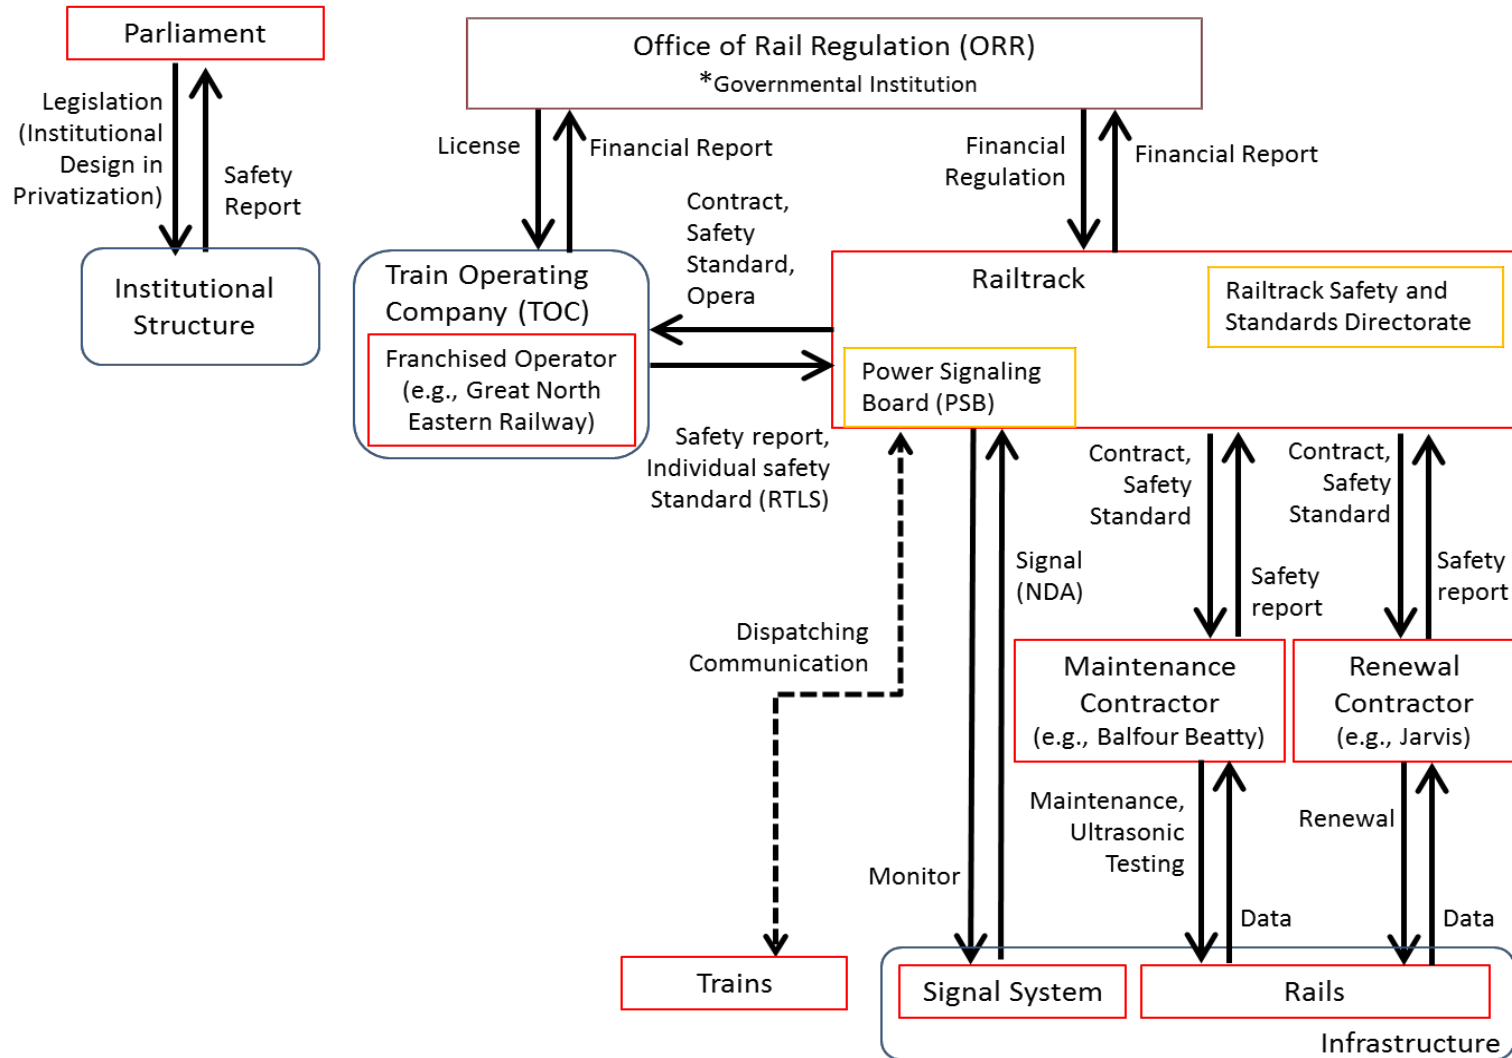 Parliament
Legislation
(Institutional
Design in
Privatization)
Safety
Report
Institutional
Structure
Office of Rail Regulation (ORR)
*Governmental Institution
License
Financial Report
Financial
Regulation
Financial Report
Contract,
Safety
Standard,
Opera
Train Operating
Company (TOC)
Franchised Operator
(e.g., Great North
Eastern Railway)
Railtrack
Railtrack Safety and
Standards Directorate
Power Signaling
Board (PSB)
Safety report,
Individual safety
Standard (RTLS)
Contract,
Safety
Standard
Safety
report
Contract,
Safety
Standard
Safety
report
Signal
(NDA)
Dispatching
Communication
Maintenance
Contractor
(e.g., Balfour Beatty)
Renewal
Contractor
(e.g., Jarvis)
Maintenance,
Ultrasonic
Testing
Renewal
Monitor
Data
Data
Trains
Signal System
Rails
Infrastructure